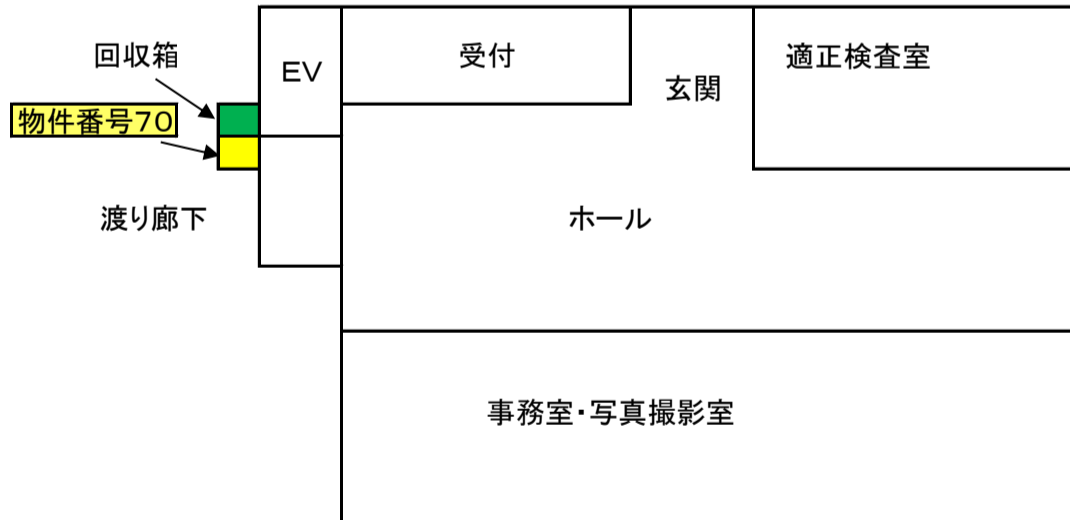 回収箱
EV
受付
玄関
適正検査室
物件番号70
渡り廊下
ホール
事務室・写真撮影室